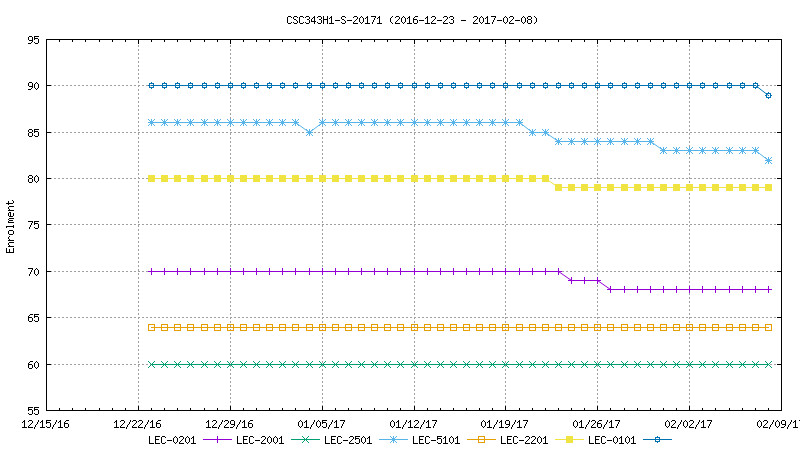 CSC343H1-S-20171 (2016-12-23 - 2017-02-08)
95
90
85
80
75
70
65
60
55
Enrolment
12/15/16 12/22/16 12/29/16 01/05/17 01/12/17 01/19/17 01/26/17 02/02/17 02/09/17
LEC-0201 LEC-2001 LEC-2501 LEC-5101 LEC-2201 LEC-0101